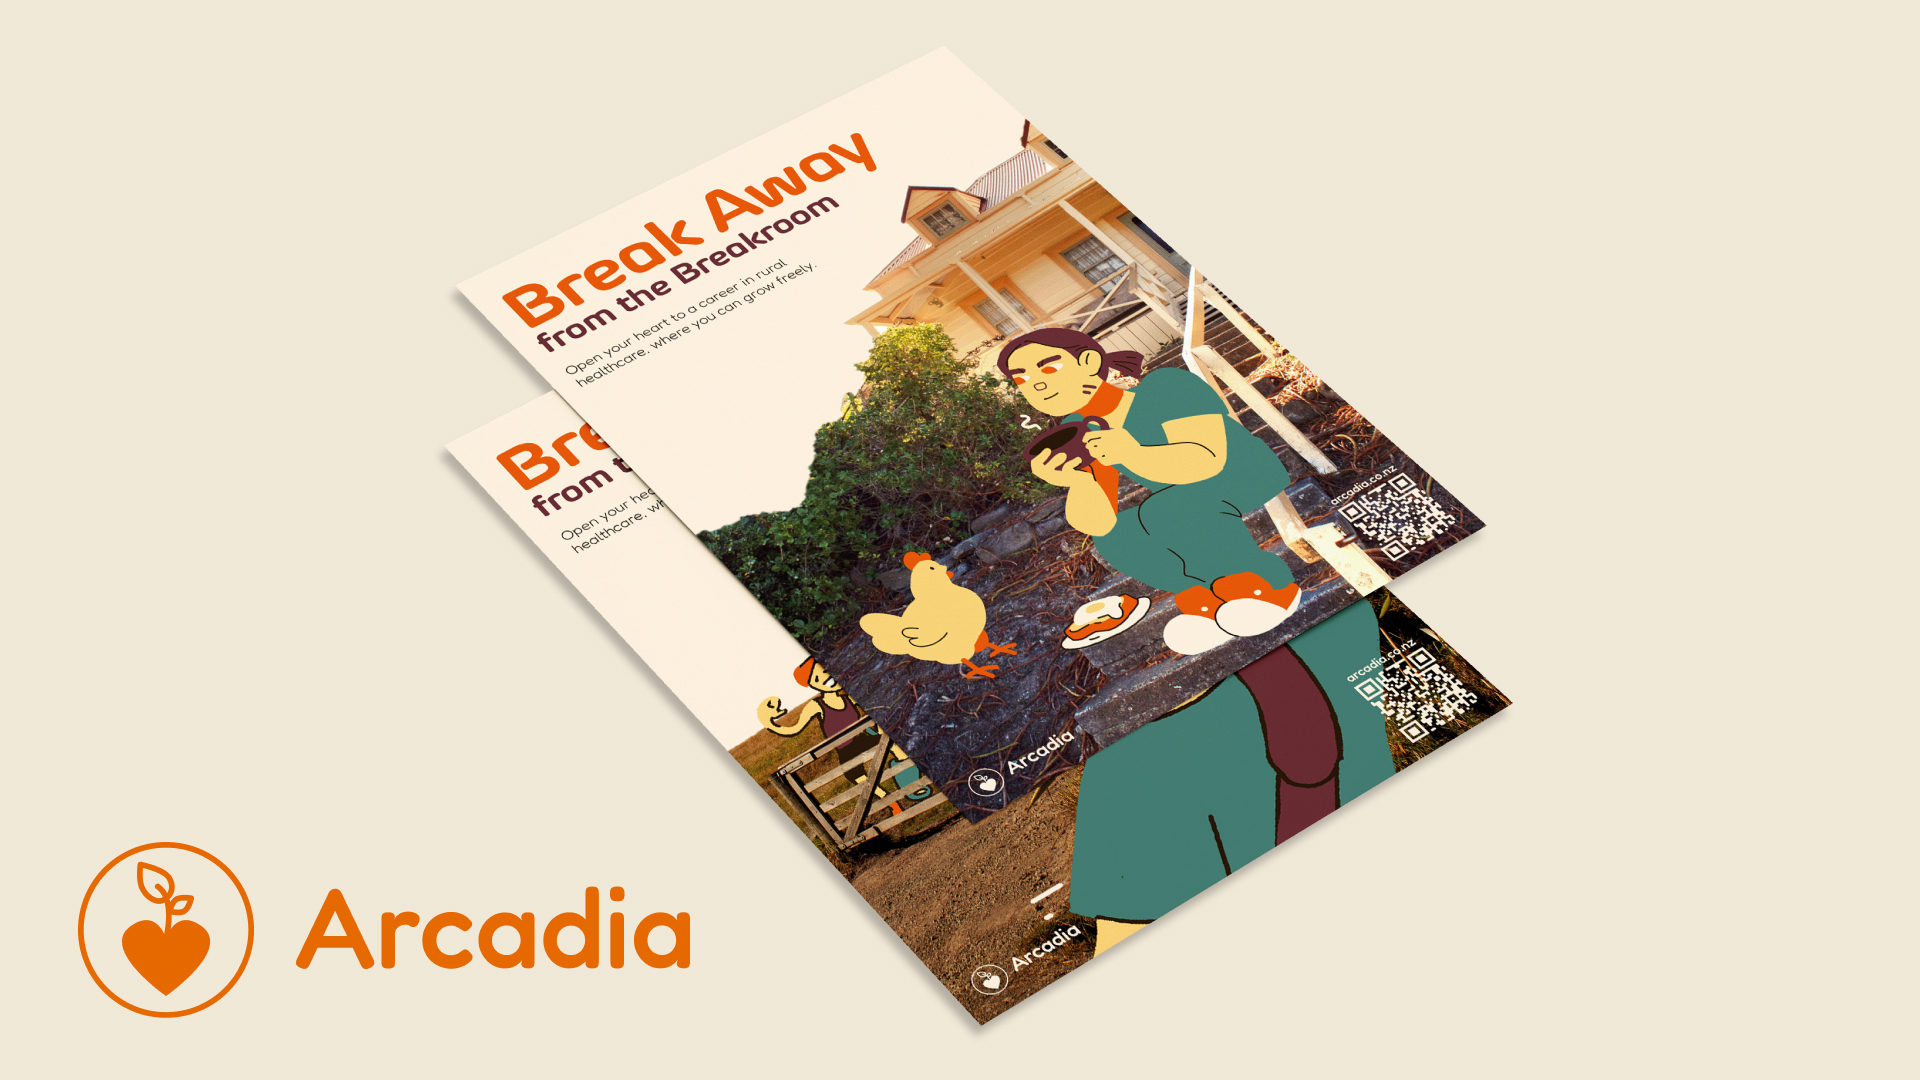 Break Away
from the Breakroom
Open your heart to a career in rural
healthcare, where you can grow freely.
arcadia.co.nz
Arcadia
Bre
from t
Open your hea
healthcare, wh
arcadia.co.nz
Arcadia
Arcadia